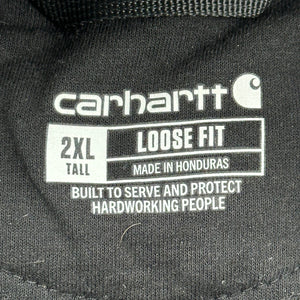 carhartt
2XL TALL
LOOSE FIT
MADE IN HONDURAS
BUILT TO SERVE AND PROTECT
HARDWORKING PEOPLE